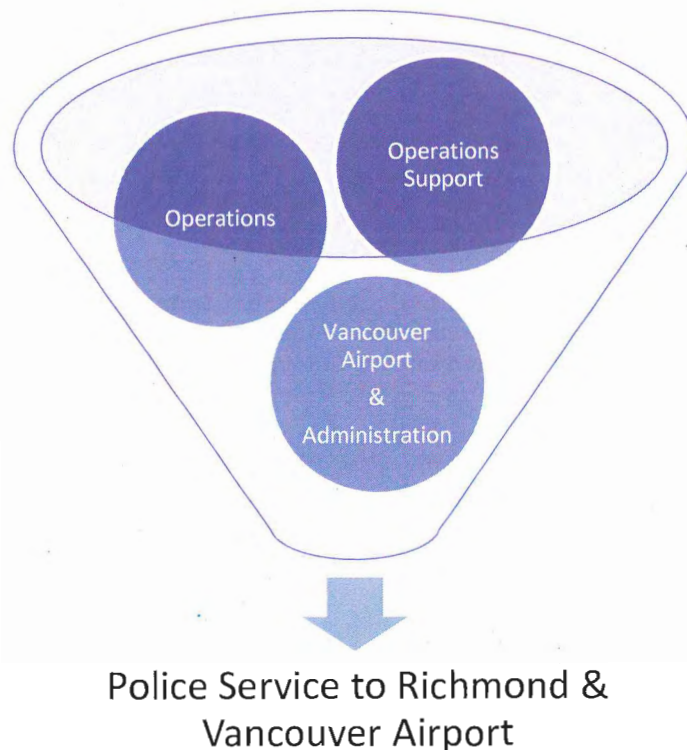 Operations
Support
Operations
Vancouver
Airport
&
Administration
Police Service to Richmond &
Vancouver Airport